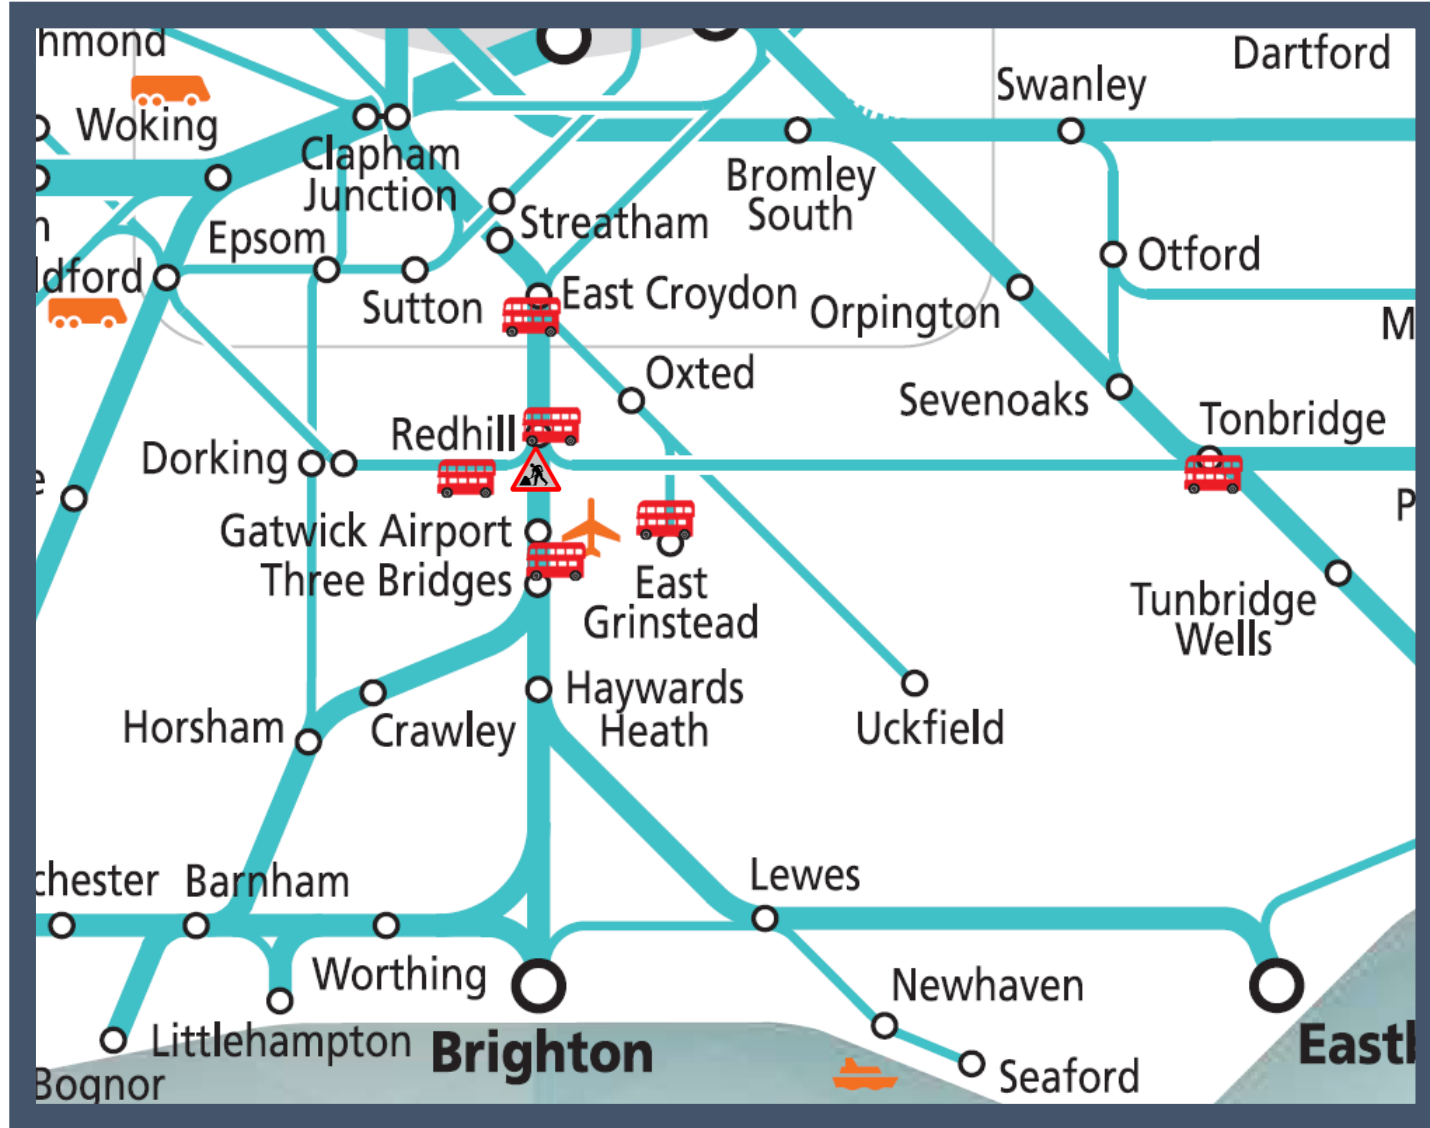 hmond
Dartford
Swanley
Woking
Clapham
Junction
Bromley
South
n
Streatham
Epsom
Otford
ldford
East Croydon
Sutton
Orpington
M
Oxted
Sevenoaks
Tonbridge
Redhill
Dorking
e
P
Gatwick Airport
Three Bridges
East
Grinstead
Tunbridge
Wells
Haywards
Heath
Horsham
Crawley
Uckfield
chester
Barnham
Lewes
Worthing
Newhaven
Littlehampton
Brighton
Eastb
Seaford
Bognor